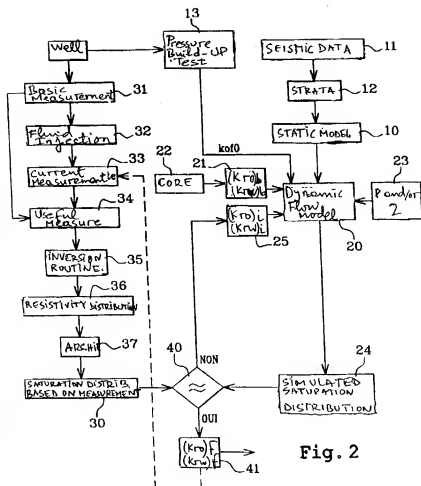 13
Well
Pressure
Build-UP
Test
SEISMIC DATA
11
Basic
Measurement
31
STRATA
12
Fluid
Injection
32
STATIC MODEL
10
Current
Measurement
33
kof0
22
CORE
21
(Kro)b
(Krw)b
23
P and/or
2
Dynamic
Flow
Model
20
Useful
Measure
34
(Kro)i
(Krw)i
25
INVERSION
ROUTINE.
35
RESISTIVITY DISTRIBUTION
36
ARCHIE
37
40
NON
≈
24
SIMULATED
SATURATION
DISTRIBUTION
SATURATION DISTRIB.
BASED ON MEASUREMENT
30
OUI
(Kro)F
(Krw)F
41
Fig. 2